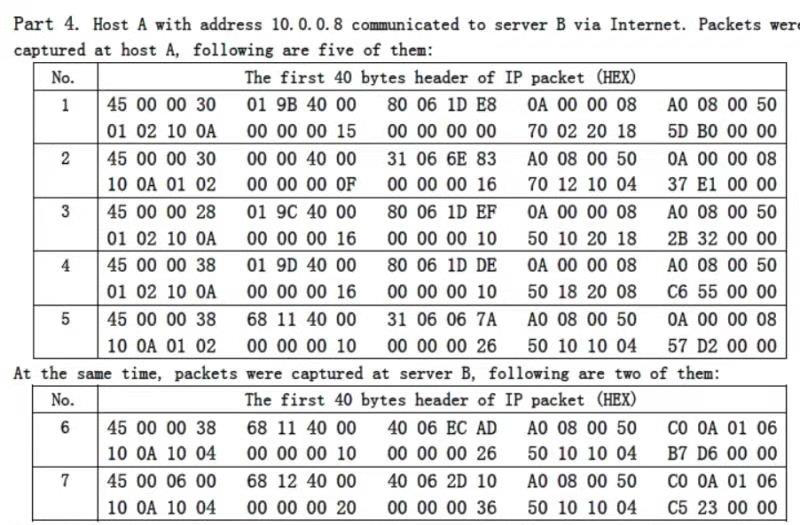 Part 4. Host A with address 10.0.0.8 communicated to server B via Internet. Packets were
captured at host A, following are five of them:
No. The first 40 bytes header of IP packet (HEX)
1 45 00 00 30 01 9B 40 00 80 06 1D E8 0A 00 00 08 A0 08 00 50
01 02 10 0A 00 00 00 15 00 00 00 00 70 02 20 18 5D B0 00 00
2 45 00 00 30 00 00 40 00 31 06 6E 83 A0 08 00 50 0A 00 00 08
10 0A 01 02 00 00 00 0F 00 00 00 16 70 12 10 04 37 E1 00 00
3 45 00 00 28 01 9C 40 00 80 06 1D EF 0A 00 00 08 A0 08 00 50
01 02 10 0A 00 00 00 16 00 00 00 10 50 10 20 18 2B 32 00 00
4 45 00 00 38 01 9D 40 00 80 06 1D DE 0A 00 00 08 A0 08 00 50
01 02 10 0A 00 00 00 16 00 00 00 10 50 18 20 08 C6 55 00 00
5 45 00 00 38 68 11 40 00 31 06 06 7A A0 08 00 50 0A 00 00 08
10 0A 01 02 00 00 00 10 00 00 00 26 50 10 10 04 57 D2 00 00
At the same time, packets were captured at server B, following are two of them:
No. The first 40 bytes header of IP packet (HEX)
6 45 00 00 38 68 11 40 00 40 06 EC AD A0 08 00 50 C0 0A 01 06
10 0A 10 04 00 00 00 10 00 00 00 26 50 10 10 04 B7 D6 00 00
7 45 00 06 00 68 12 40 00 40 06 2D 10 A0 08 00 50 C0 0A 01 06
10 0A 10 04 00 00 00 20 00 00 00 36 50 10 10 04 C5 23 00 00